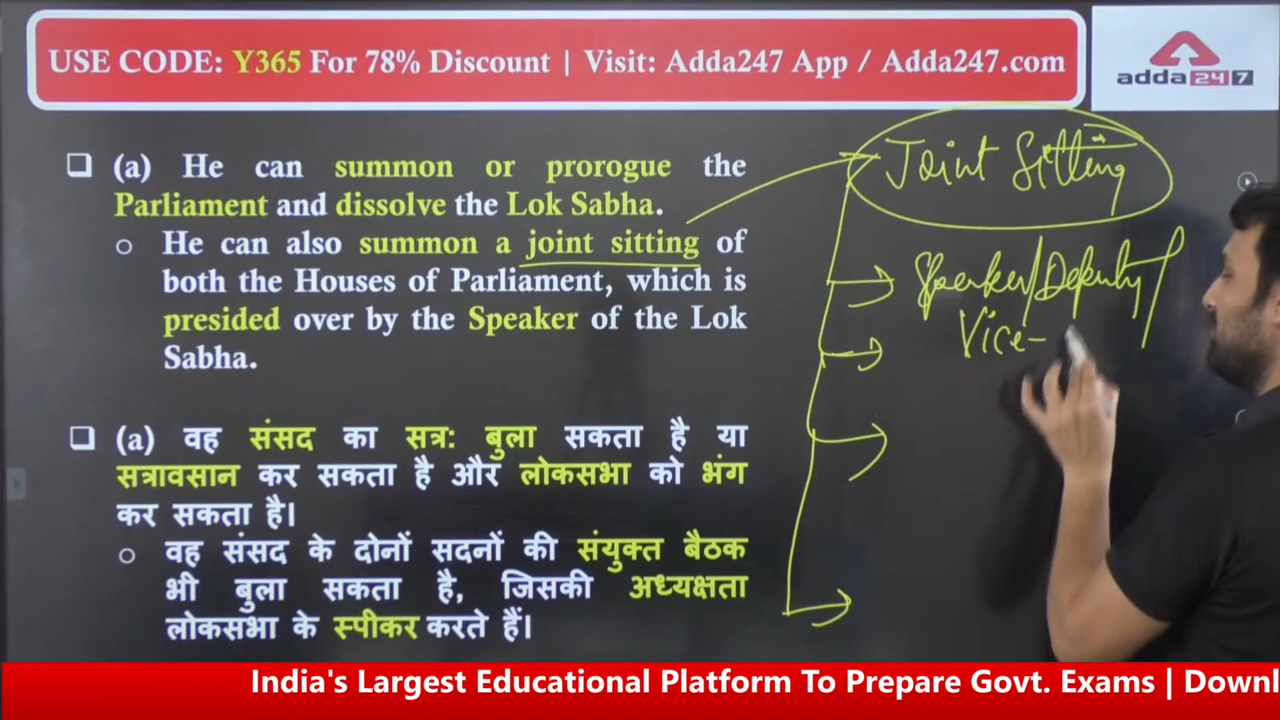 USE CODE: Y365 For 78% Discount | Visit: Adda247 App / Adda247.com
adda247
(a) He can summon or prorogue the
Parliament and dissolve the Lok Sabha.
He can also summon a joint sitting of
both the Houses of Parliament, which is
presided over by the Speaker of the Lok
Sabha.
(a) वह संसद का सत्र: बुला सकता है या
सत्रावसान कर सकता है और लोकसभा को भंग
कर सकता है।
वह संसद के दोनों सदनों की संयुक्त बैठक
भी बुला सकता है, जिसकी अध्यक्षता
लोकसभा के स्पीकर करते हैं।
Joint Sitting
Speaker/Deputy/
Vice-
India's Largest Educational Platform To Prepare Govt. Exams | Downl